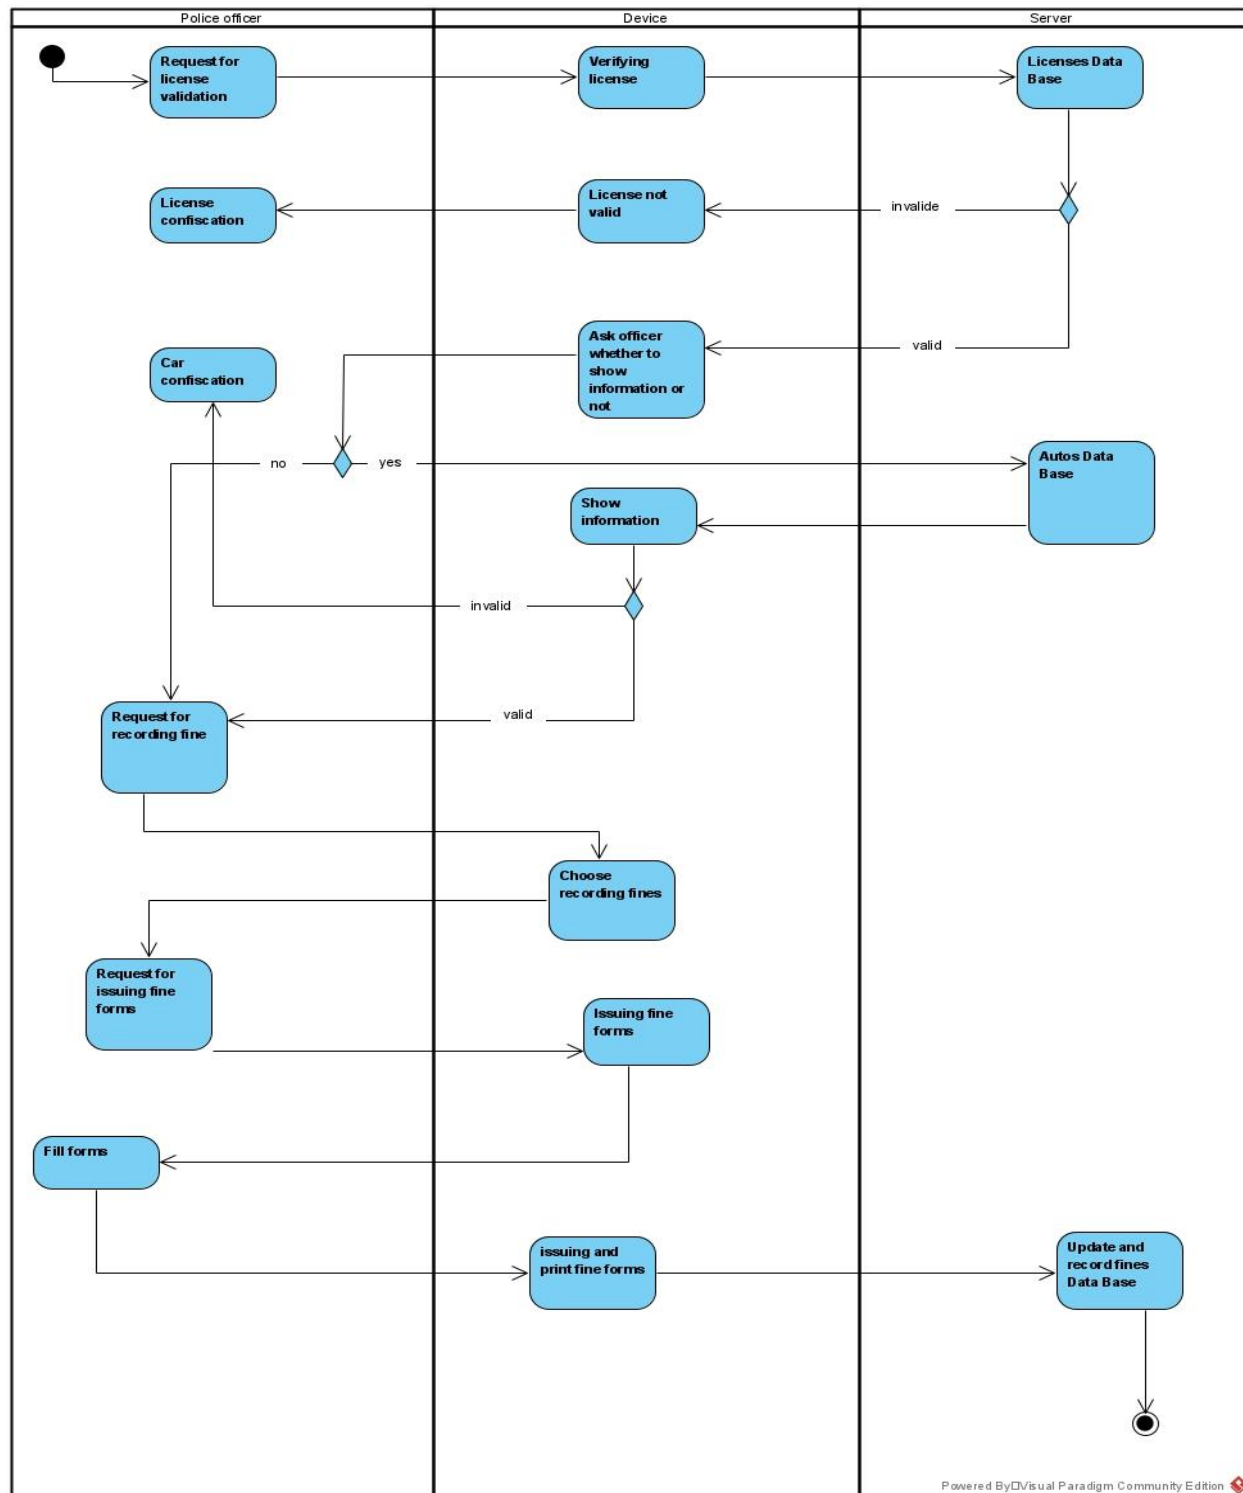 Police officer
Device
Server
Request for
license
validation
Verifying
license
Licenses Data
Base
License
confiscation
License not
valid
invalide
Car
confiscation
Ask officer
whether to
show
information or
not
valid
no
yes
Autos Data
Base
Show
information
invalid
Request for
recording fine
valid
Choose
recording fines
Request for
issuing fine
forms
Issuing fine
forms
Fill forms
issuing and
print fine forms
Update and
record fines
Data Base
Powered By□Visual Paradigm Community Edition